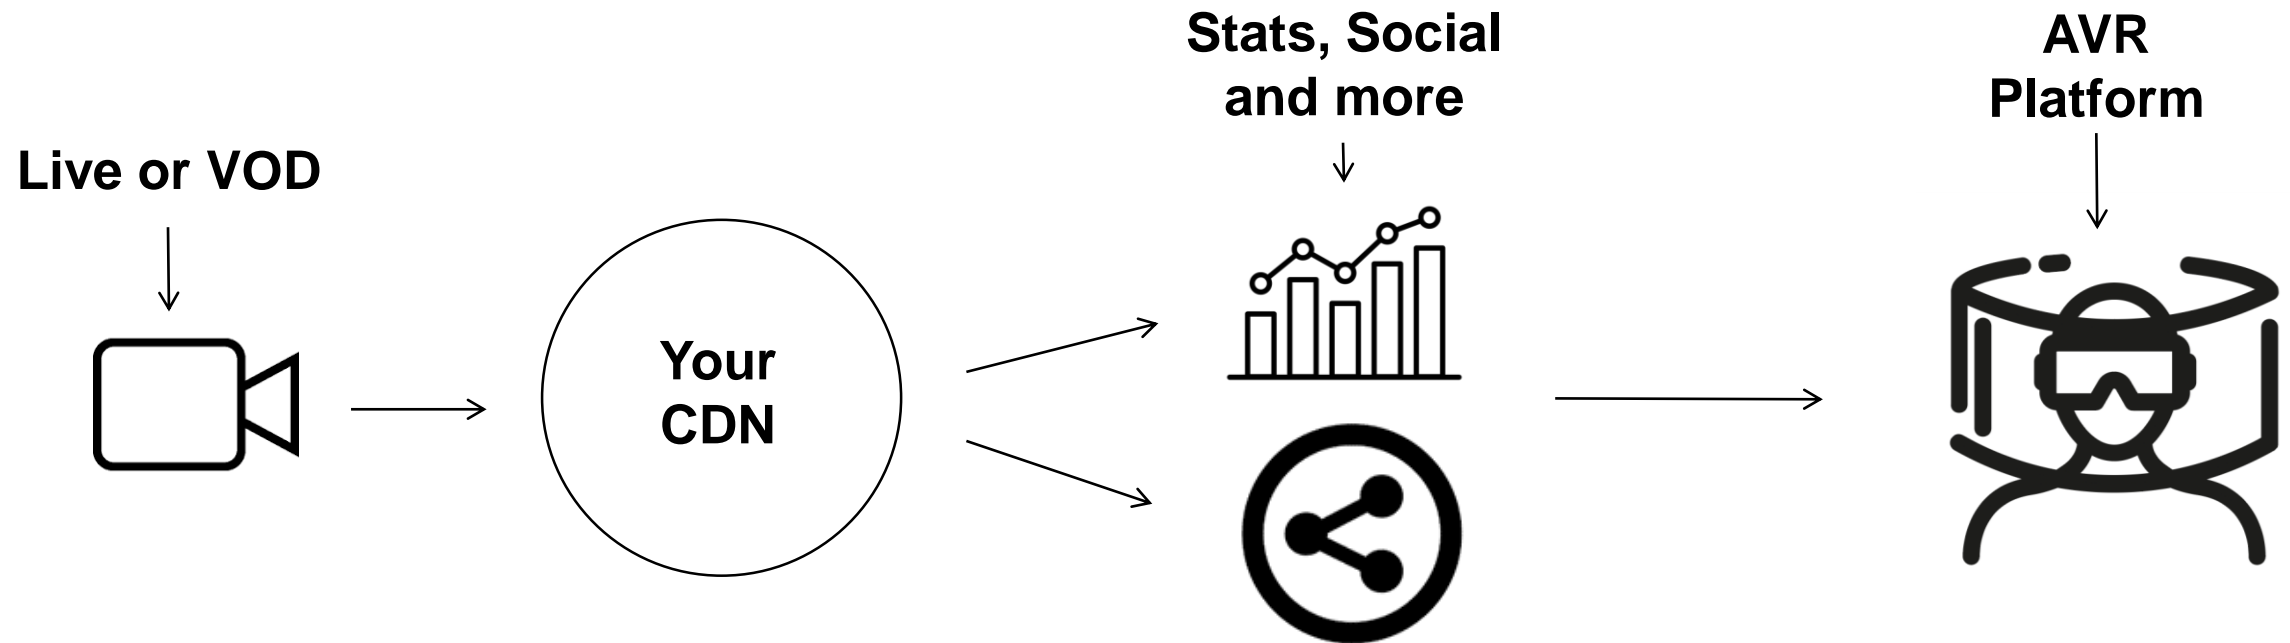 Live or VOD
Your
CDN
Stats, Social
and more
AVR
Platform